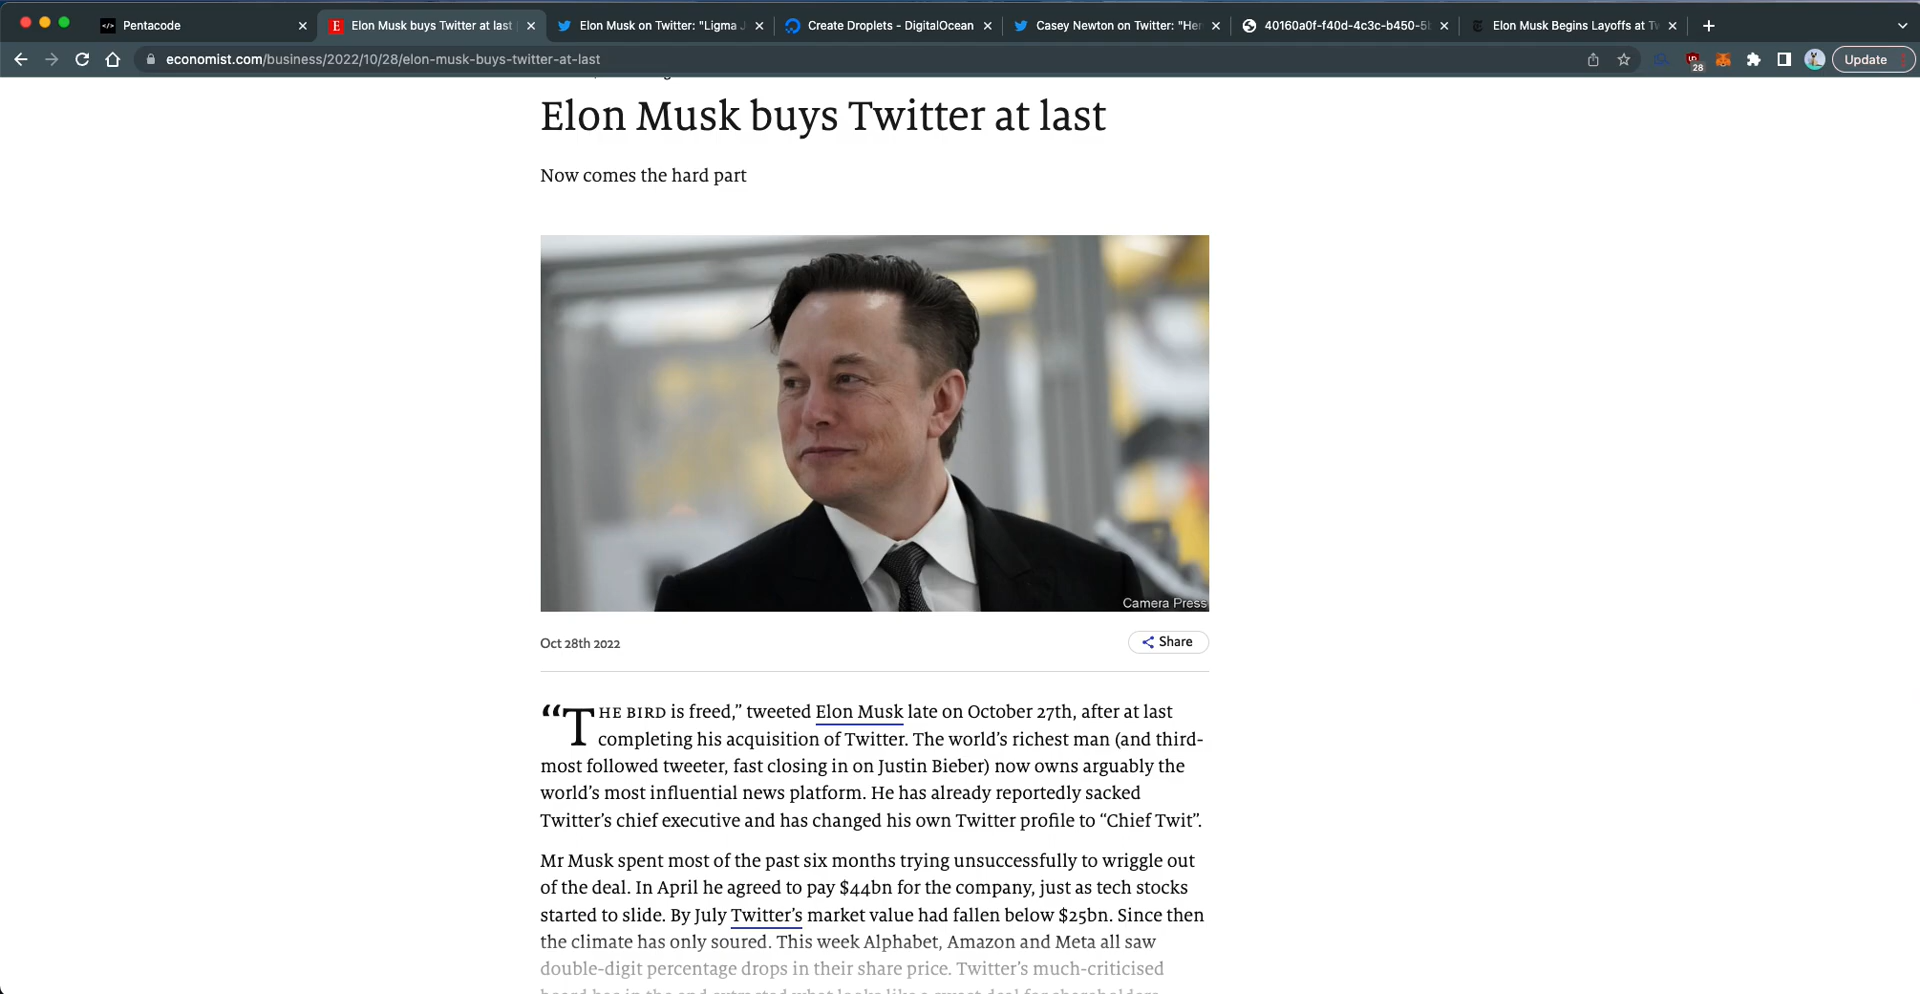 Pentacode
Elon Musk buys Twitter at last
Elon Musk on Twitter: "Ligma J
Create Droplets - DigitalOcean
Casey Newton on Twitter: "Her
40160a0f-f40d-4c3c-b450-5
Elon Musk Begins Layoffs at Tw
economist.com/business/2022/10/28/elon-musk-buys-twitter-at-last
28
Update
Elon Musk buys Twitter at last
Now comes the hard part
Camera Press
Oct 28th 2022
Share
“THE BIRD is freed,” tweeted Elon Musk late on October 27th, after at last
completing his acquisition of Twitter. The world’s richest man (and third-
most followed tweeter, fast closing in on Justin Bieber) now owns arguably the
world’s most influential news platform. He has already reportedly sacked
Twitter’s chief executive and has changed his own Twitter profile to “Chief Twit”.
Mr Musk spent most of the past six months trying unsuccessfully to wriggle out
of the deal. In April he agreed to pay $44bn for the company, just as tech stocks
started to slide. By July Twitter’s market value had fallen below $25bn. Since then
the climate has only soured. This week Alphabet, Amazon and Meta all saw
double-digit percentage drops in their share price. Twitter’s much-criticised